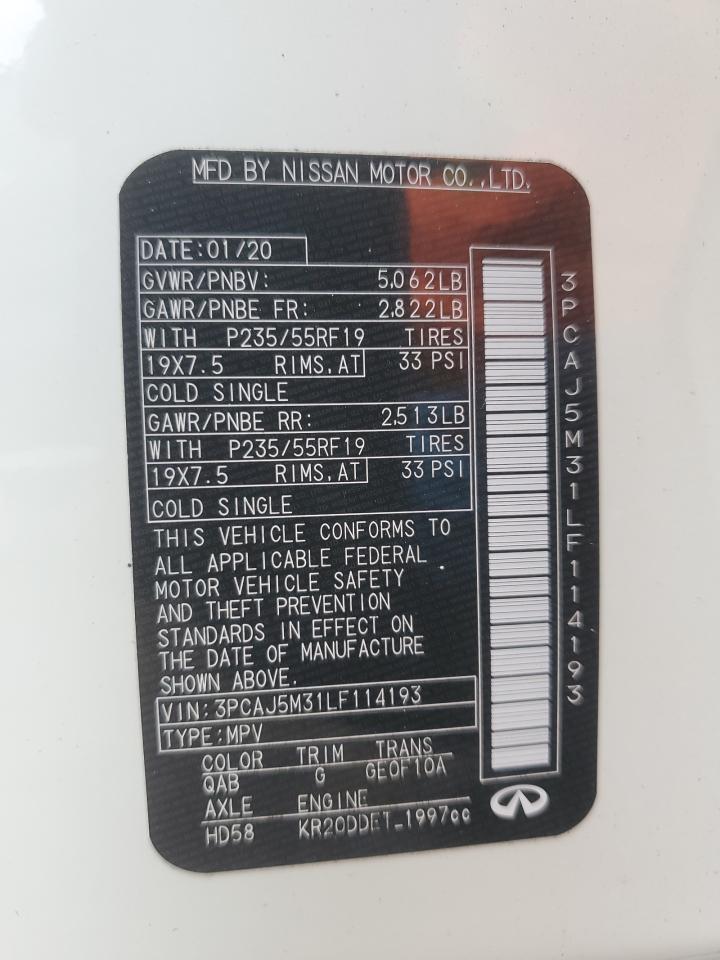 MFD BY NISSAN MOTOR CO.,LTD.
DATE:01/20
GVWR/PNBV: 5,062LB
GAWR/PNBE FR: 2,822LB
WITH P235/55RF19 TIRES
19X7.5 RIMS,AT 33 PSI
COLD SINGLE
GAWR/PNBE RR: 2,513LB
WITH P235/55RF19 TIRES
19X7.5 RIMS,AT 33 PSI
COLD SINGLE
THIS VEHICLE CONFORMS TO
ALL APPLICABLE FEDERAL
MOTOR VEHICLE SAFETY
AND THEFT PREVENTION
STANDARDS IN EFFECT ON
THE DATE OF MANUFACTURE
SHOWN ABOVE.
VIN:3PCAJ5M31LF114193
TYPE:MPV
COLOR TRIM TRANS
QAB G GEOF10A
AXLE ENGINE
HD58 KR20DDET_1997cc
3PCAJ5M31LF114193